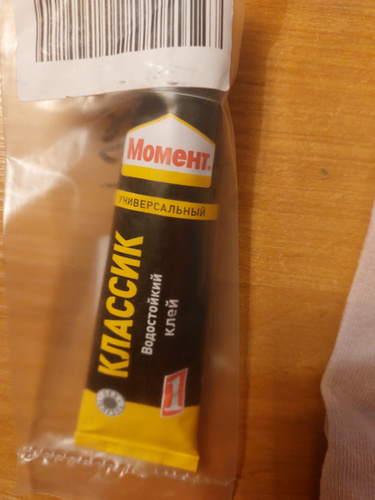 Момент
УНИВЕРСАЛЬНЫЙ
КЛАССИК
Водостойкий
клей
1